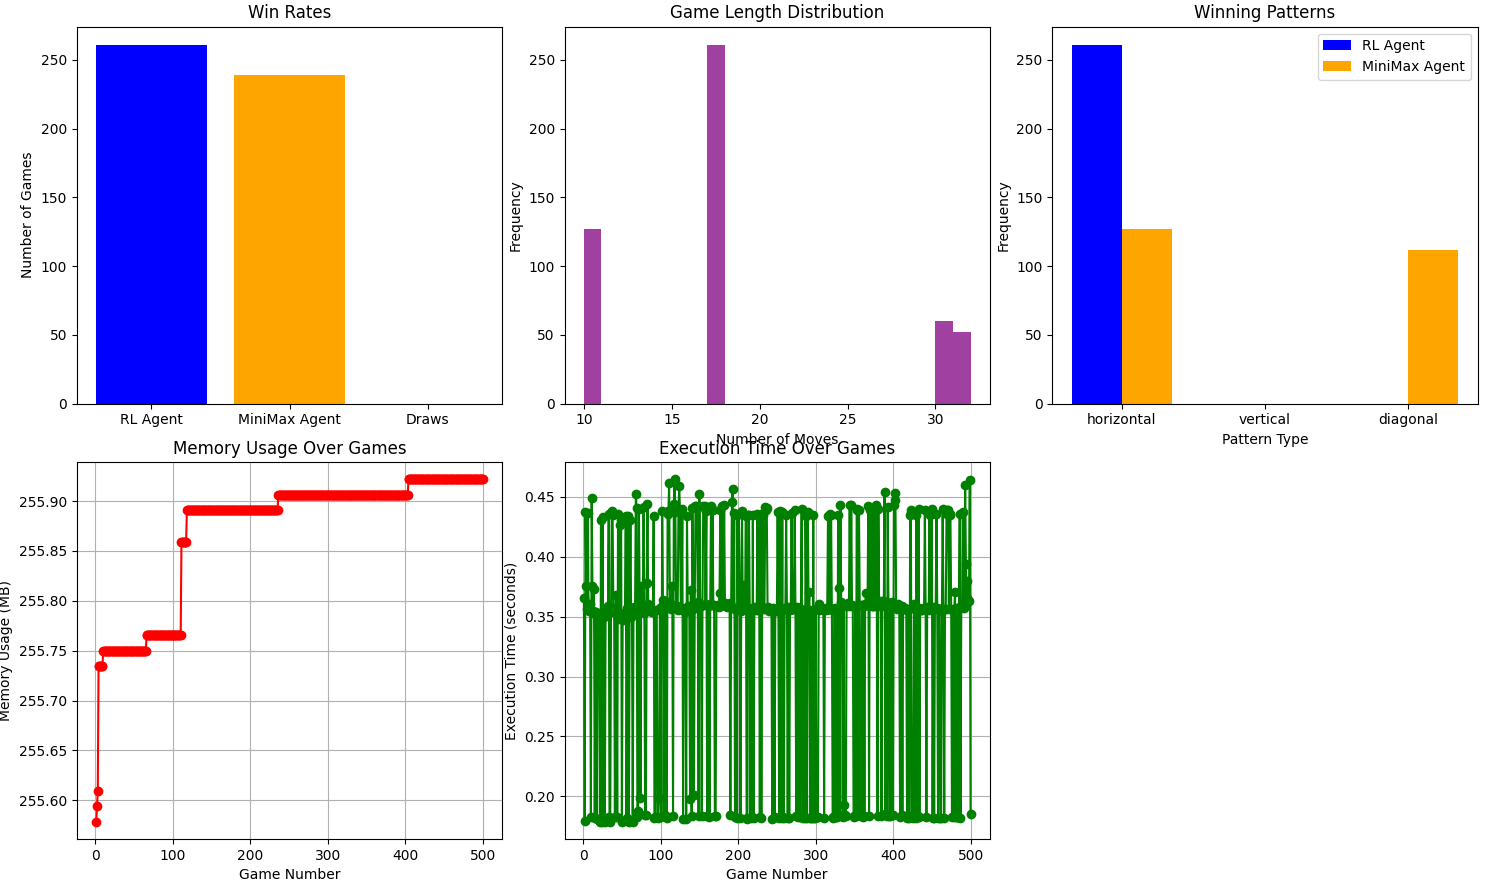 Win Rates
Number of Games
250
200
150
100
50
0
RL Agent MiniMax Agent Draws
Game Length Distribution
Frequency
250
200
150
100
50
0
10 15 20 25 30
Number of Moves
Winning Patterns
Frequency
250
200
150
100
50
0
RL Agent
MiniMax Agent
horizontal vertical diagonal
Pattern Type
Memory Usage Over Games
Memory Usage (MB)
255.90
255.85
255.80
255.75
255.70
255.65
255.60
0 100 200 300 400 500
Game Number
Execution Time Over Games
Execution Time (seconds)
0.45
0.40
0.35
0.30
0.25
0.20
0 100 200 300 400 500
Game Number